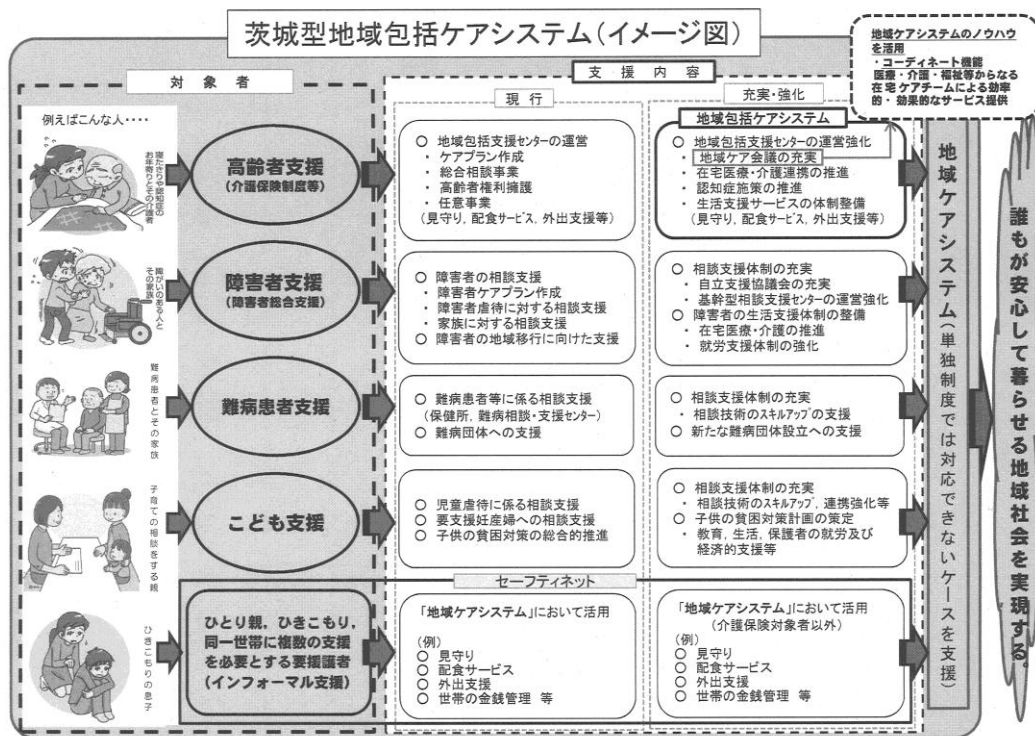 茨城型地域包括ケアシステム(イメージ図)
地域ケアシステムのノウハウ
を活用
・コーディネート機能
医療・介護・福祉等からなる
在宅ケアチームによる効率
的・効果的なサービス提供
対象者
支援内容
現行
充実・強化
例えばこんな人・・・・
寝たきりや認知症の
お年寄りとその介護者
高齢者支援
(介護保険制度等)
○ 地域包括支援センターの運営
・ ケアプラン作成
・ 総合相談事業
・ 高齢者権利擁護
・ 任意事業
(見守り,配食サービス,外出支援等)
地域包括ケアシステム
○ 地域包括支援センターの運営強化
・ 地域ケア会議の充実
・ 在宅医療・介護連携の推進
・ 認知症施策の推進
・ 生活支援サービスの体制整備
(見守り,配食サービス,外出支援等)
障がいのある人と
その家族
障害者支援
(障害者総合支援)
○ 障害者の相談支援
・ 障害者ケアプラン作成
・ 障害者虐待に対する相談支援
・ 家族に対する相談支援
○ 障害者の地域移行に向けた支援
○ 相談支援体制の充実
・ 自立支援協議会の充実
・ 基幹型相談支援センターの運営強化
○ 障害者の生活支援体制の整備
・ 在宅医療・介護の推進
・ 就労支援体制の強化
難病患者とその家族
難病患者支援
○ 難病患者等に係る相談支援
(保健所,難病相談・支援センター)
○ 難病団体への支援
○ 相談支援体制の充実
・ 相談技術のスキルアップの支援
○ 新たな難病団体設立への支援
子育ての相談をする親
こども支援
○ 児童虐待に係る相談支援
○ 要支援妊産婦への相談支援
○ 子供の貧困対策の総合的推進
○ 相談支援体制の充実
・ 相談技術のスキルアップ,連携強化等
○ 子供の貧困対策計画の策定
・ 教育,生活,保護者の就労及び
経済的支援等
セーフティネット
ひきこもりの息子
ひとり親,ひきこもり,
同一世帯に複数の支援
を必要とする要援護者
(インフォーマル支援)
「地域ケアシステム」において活用
(例)
○ 見守り
○ 配食サービス
○ 外出支援
○ 世帯の金銭管理 等
「地域ケアシステム」において活用
(介護保険対象者以外)
(例)
○ 見守り
○ 配食サービス
○ 外出支援
○ 世帯の金銭管理 等
地域ケアシステム(単独制度では対応できないケースを支援)
誰もが安心して暮らせる地域社会を実現する